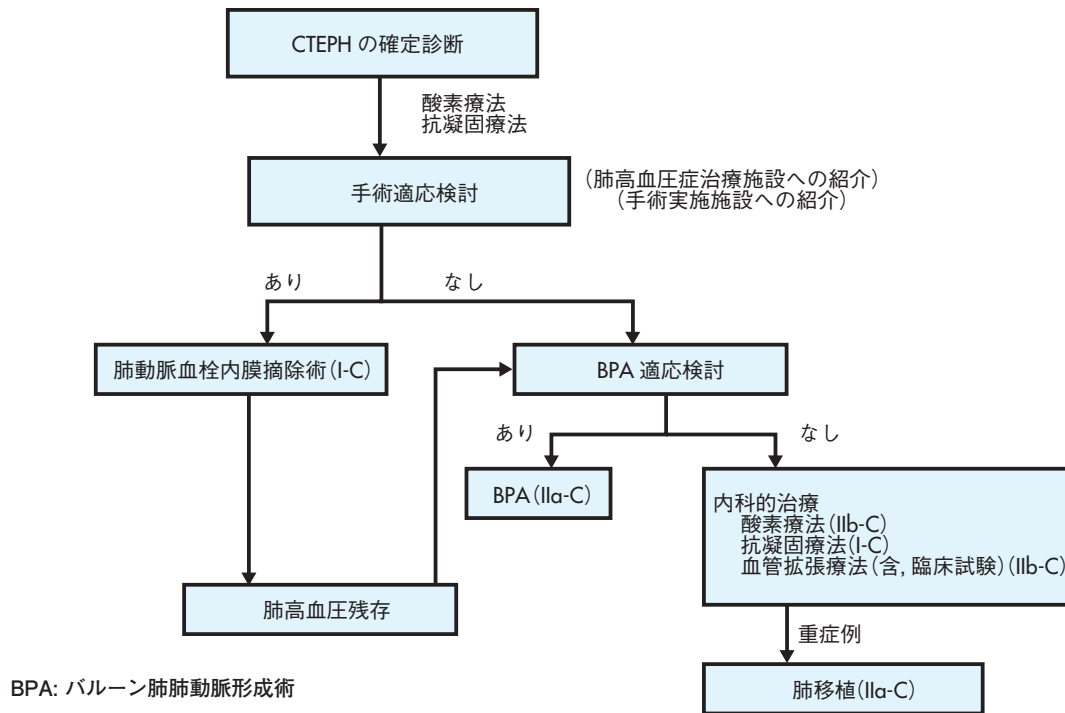 CTEPH の確定診断
酸素療法
抗凝固療法
手術適応検討
(肺高血圧症治療施設への紹介)
(手術実施施設への紹介)
あり
なし
肺動脈血栓内膜摘除術(I-C)
BPA 適応検討
あり
なし
BPA(IIa-C)
内科的治療
酸素療法(IIb-C)
抗凝固療法(I-C)
血管拡張療法(含, 臨床試験)(IIb-C)
肺高血圧残存
重症例
肺移植(IIa-C)
BPA: バルーン肺肺動脈形成術